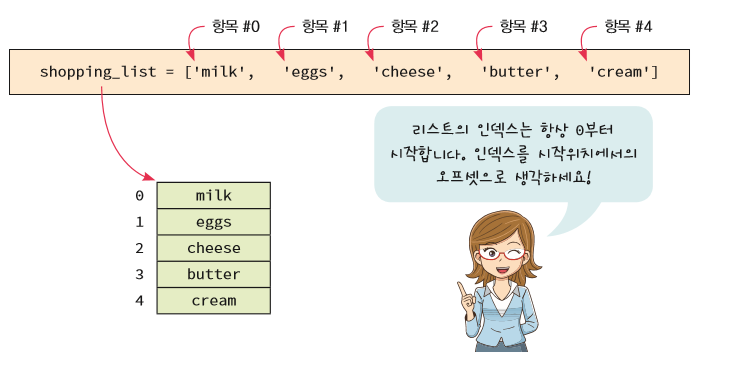 항목 #0 항목 #1 항목 #2 항목 #3 항목 #4
shopping_list = ['milk', 'eggs', 'cheese', 'butter', 'cream']
리스트의 인덱스는 항상 0부터
시작합니다. 인덱스를 시작위치에서의
오프셋으로 생각하세요!
0 milk
1 eggs
2 cheese
3 butter
4 cream